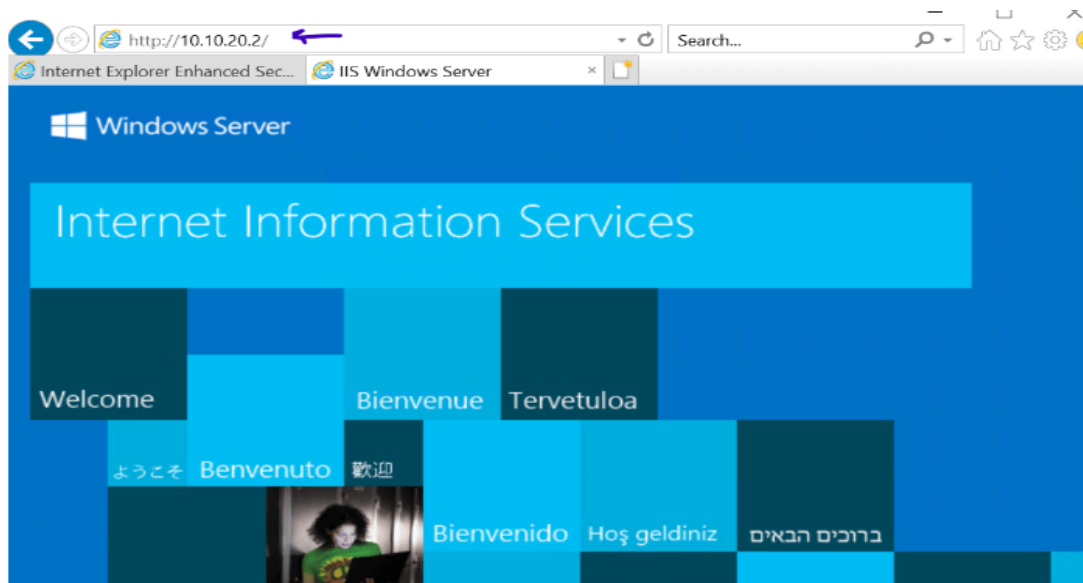 http://10.10.20.2/
Search...
Internet Explorer Enhanced Sec...
IIS Windows Server
Windows Server
Internet Information Services
Welcome
Bienvenue
Tervetuloa
ようこそ
Benvenuto
歡迎
Bienvenido
Hoş geldiniz
ברוכים הבאים